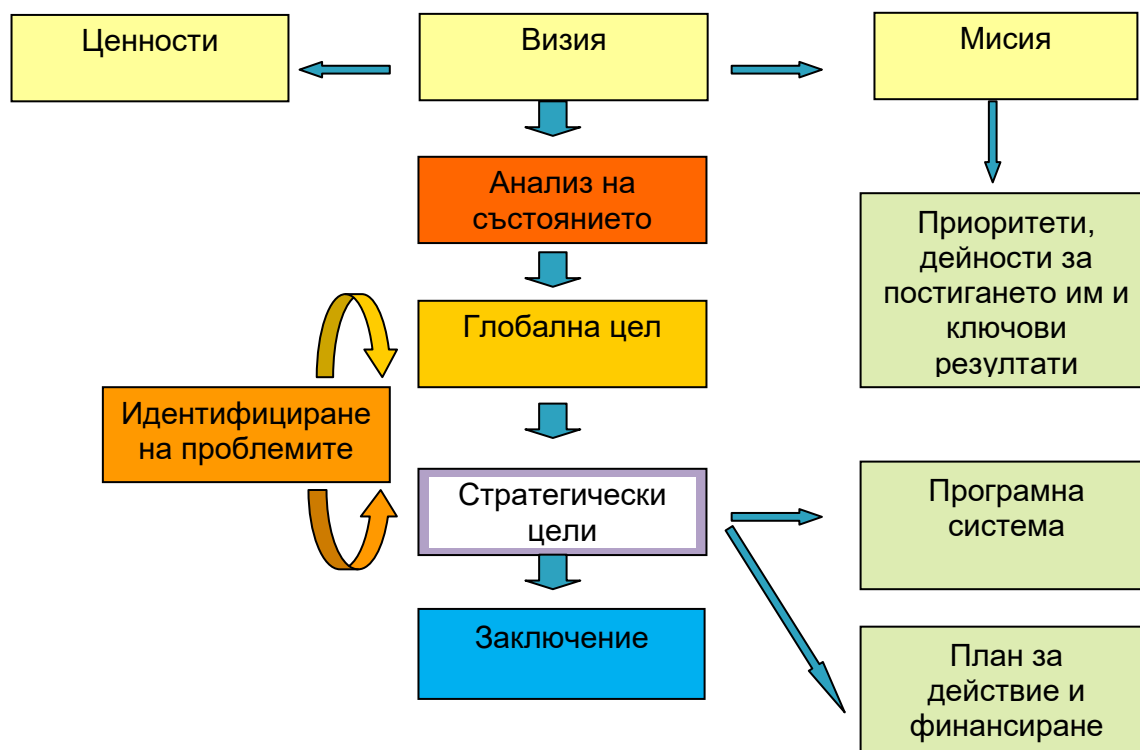 Ценности
Визия
Мисия
Анализ на
състоянието
Приоритети,
дейности за
постигането им и
ключови
резултати
Глобална цел
Идентифициране
на проблемите
Стратегически
цели
Програмна
система
Заключение
План за
действие и
финансиране